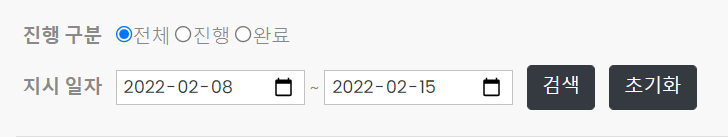 진행 구분 전체 진행 완료
지시 일자 2022-02-08 ~ 2022-02-15 검색 초기화